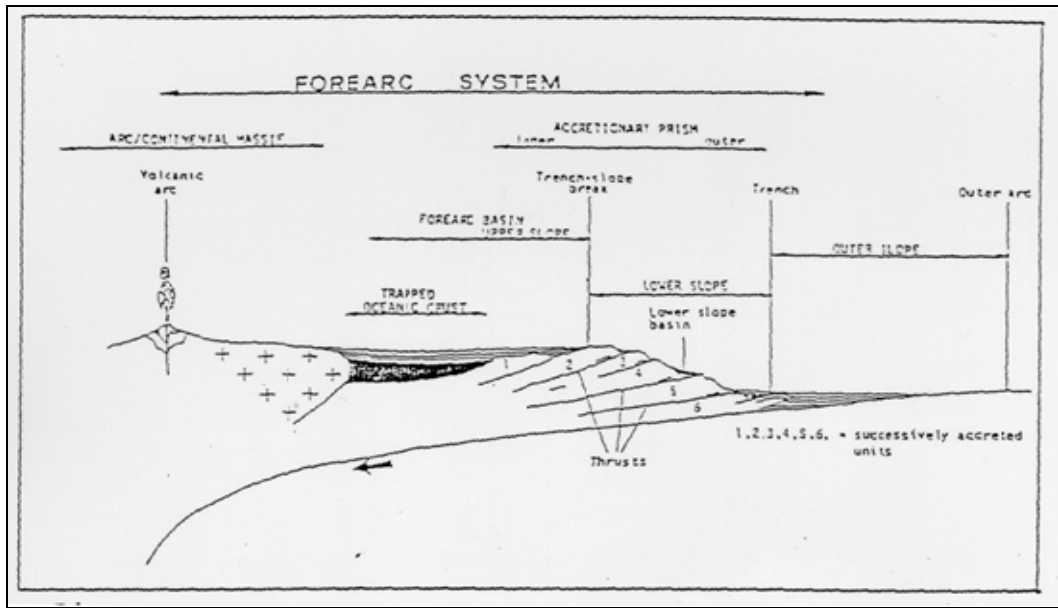 FOREARC SYSTEM
ARC/CONTINENTAL MASSIF
ACCRETIONARY PRISM
inner outer
Volcanic
arc
Trench-slope
break
Trench
Outer arc
FOREARC BASIN
UPPER SLOPE
OUTER SLOPE
TRAPPED
OCEANIC CRUST
LOWER SLOPE
Lower slope
basin
1 2 3
4
5
6
1,2,3,4,5,6, = successively accreted
units
Thrusts